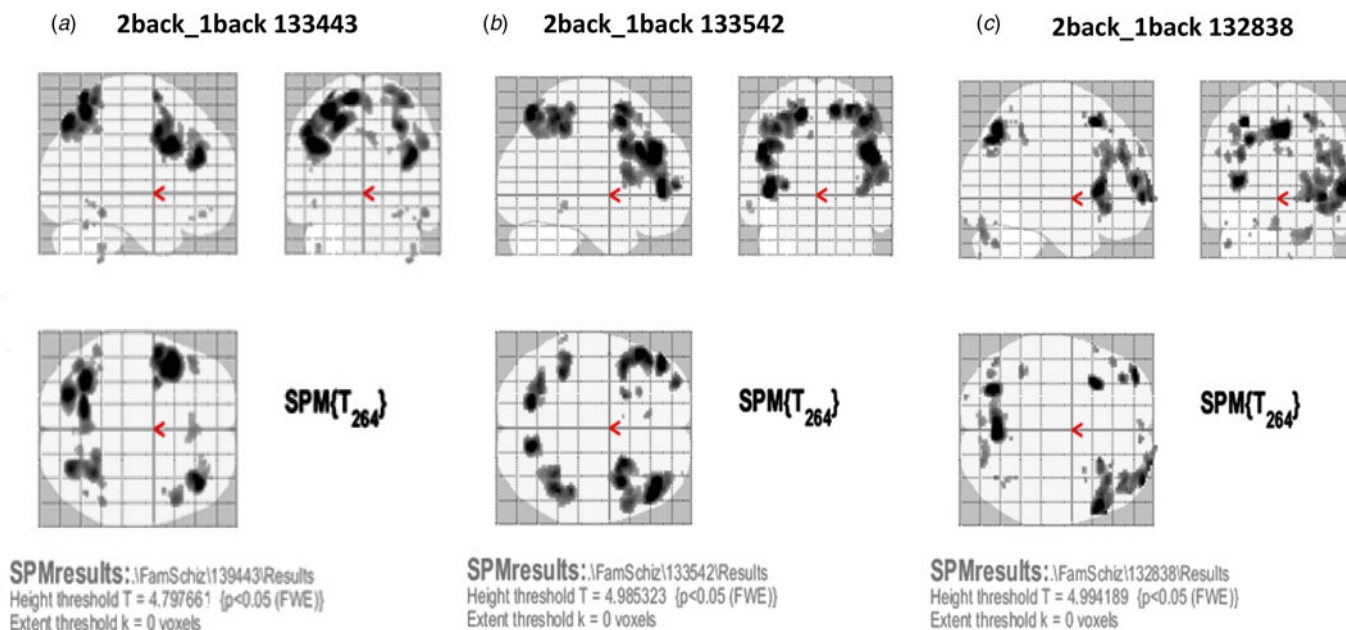 (a) 2back_1back 133443
SPM{T264}
SPMresults:.\FamSchiz\139443\Results
Height threshold T = 4.797661 {p<0.05 (FWE)}
Extent threshold k = 0 voxels
(b) 2back_1back 133542
SPM{T264}
SPMresults:.\FamSchiz\133542\Results
Height threshold T = 4.985323 {p<0.05 (FWE)}
Extent threshold k = 0 voxels
(c) 2back_1back 132838
SPM{T264}
SPMresults:.\FamSchiz\132838\Results
Height threshold T = 4.994189 {p<0.05 (FWE)}
Extent threshold k = 0 voxels